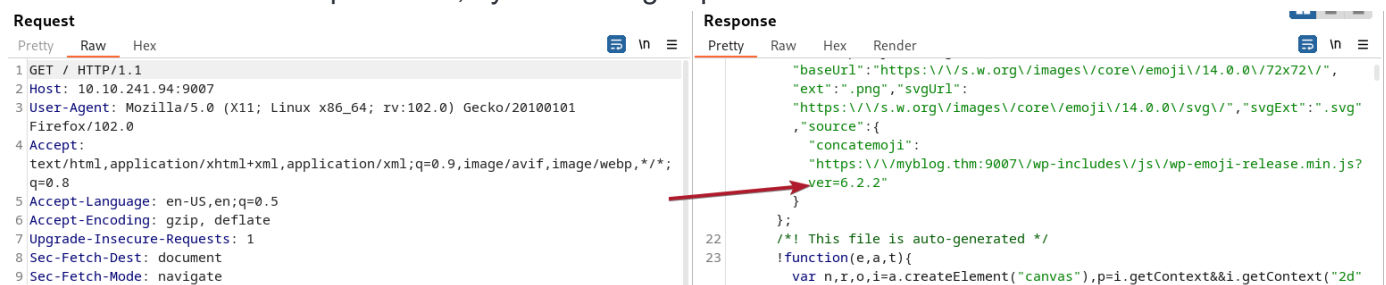 Request
Pretty Raw Hex \n
1 GET / HTTP/1.1
2 Host: 10.10.241.94:9007
3 User-Agent: Mozilla/5.0 (X11; Linux x86_64; rv:102.0) Gecko/20100101
Firefox/102.0
4 Accept:
text/html,application/xhtml+xml,application/xml;q=0.9,image/avif,image/webp,*/*;
q=0.8
5 Accept-Language: en-US,en;q=0.5
6 Accept-Encoding: gzip, deflate
7 Upgrade-Insecure-Requests: 1
8 Sec-Fetch-Dest: document
9 Sec-Fetch-Mode: navigate
Response
Pretty Raw Hex Render \n
"baseUrl":"https:\/\/s.w.org\/images\/core\/emoji\/14.0.0\/72x72\/",
"ext":".png","svgUrl":
"https:\/\/s.w.org\/images\/core\/emoji\/14.0.0\/svg\/","svgExt":".svg"
,"source":{
"concatemoji":
"https:\/\/myblog.thm:9007\/wp-includes\/js\/wp-emoji-release.min.js?
ver=6.2.2"
}
};
22 /*! This file is auto-generated */
23 !function(e,a,t){
var n,r,o,i=a.createElement("canvas"),p=i.getContext&&i.getContext("2d"